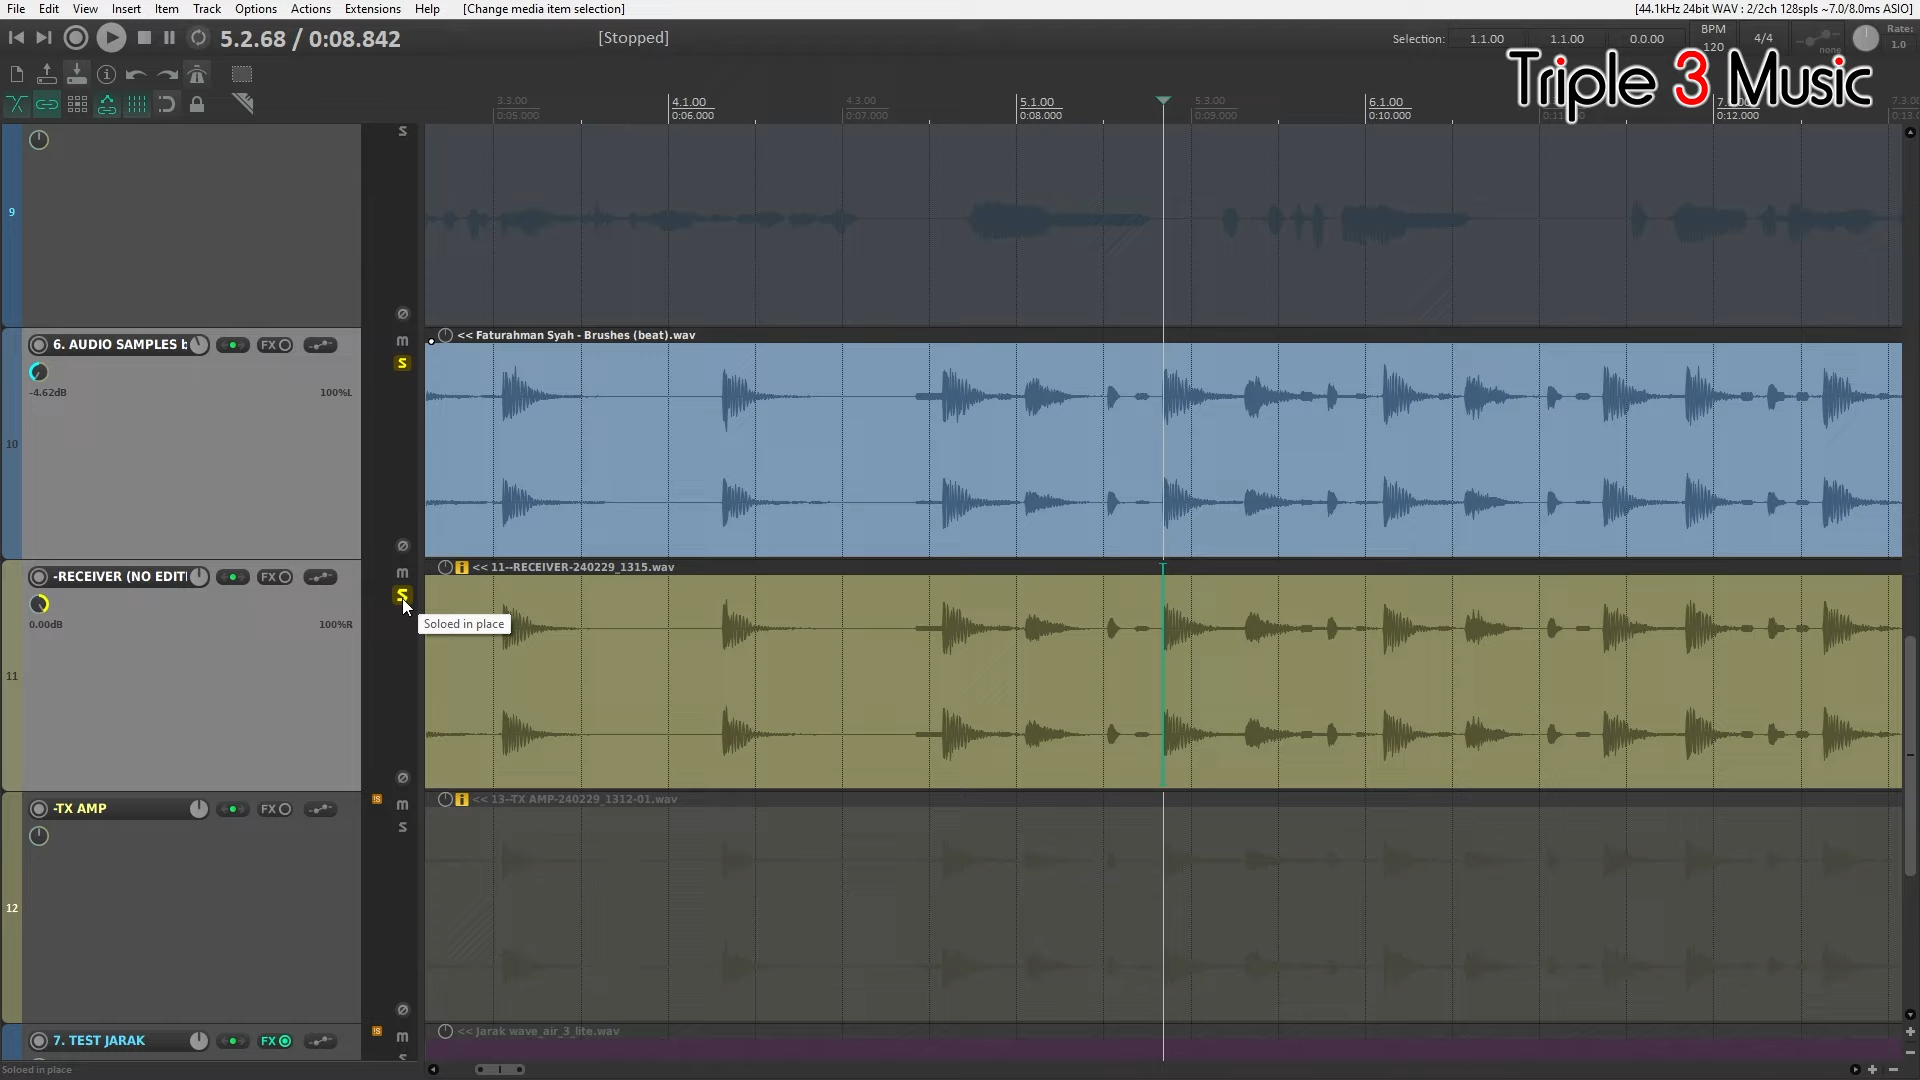 File Edit View Insert Item Track Options Actions Extensions Help [Change media item selection] [44.1kHz 24bit WAV : 2/2ch 128spls ~7.0/8.0ms ASIO]
5.2.68 / 0:08.842 [Stopped] Selection: 1.1.00 1.1.00 0.0.00 BPM 120 4/4 none Rate: 1.0
Triple 3 Music
3.3.00 4.1.00 4.3.00 5.1.00 5.3.00 6.1.00
0:05.000 0:06.000 0:07.000 0:08.000 0:09.000 0:10.000 0:12.000
S
9
6. AUDIO SAMPLES FX m << Faturahman Syah - Brushes (beat).wav
S
-4.62dB 100%L
10
-RECEIVER (NO EDIT FX m i << 11--RECEIVER-240229_1315.wav
S
0.00dB 100%R
Soloed in place
11
-TX AMP FX m i << 13--TX AMP-240229_1312-01.wav
S
12
7. TEST JARAK FX m << Jarak wave_air_3_lite.wav
Soloed in place